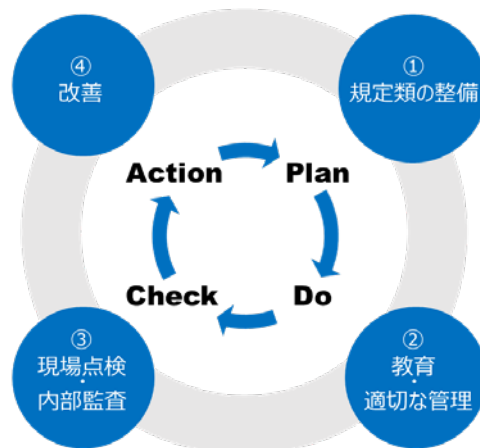 ④
改善
①
規定類の整備
Action
Plan
Check
Do
③
現場点検
・
内部監査
②
教育
・
適切な管理